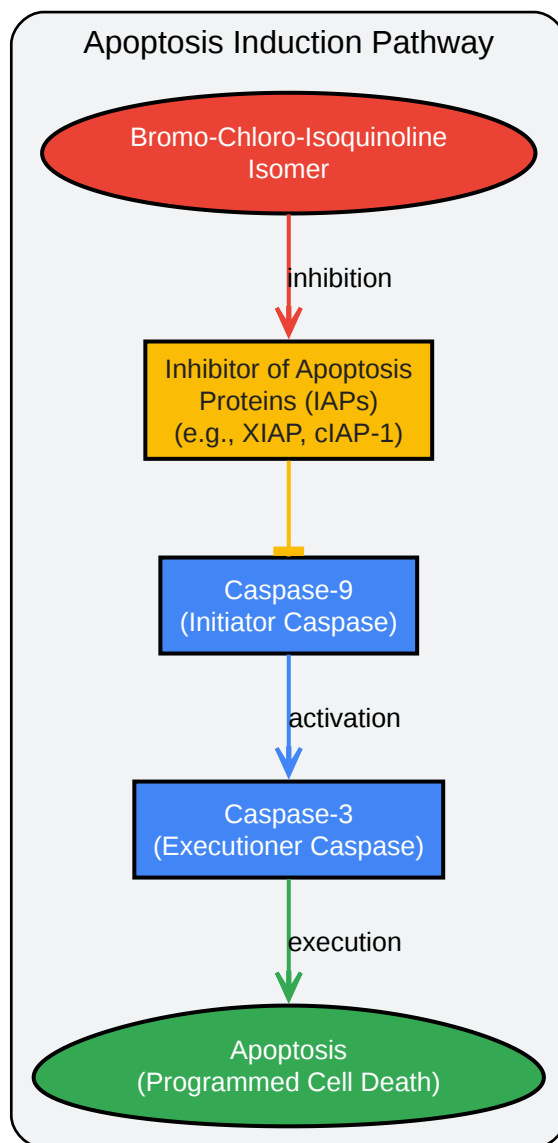 Apoptosis Induction Pathway
Bromo-Chloro-Isoquinoline
Isomer
inhibition
Inhibitor of Apoptosis
Proteins (IAPs)
(e.g., XIAP, cIAP-1)
Caspase-9
(Initiator Caspase)
activation
Caspase-3
(Executioner Caspase)
execution
Apoptosis
(Programmed Cell Death)